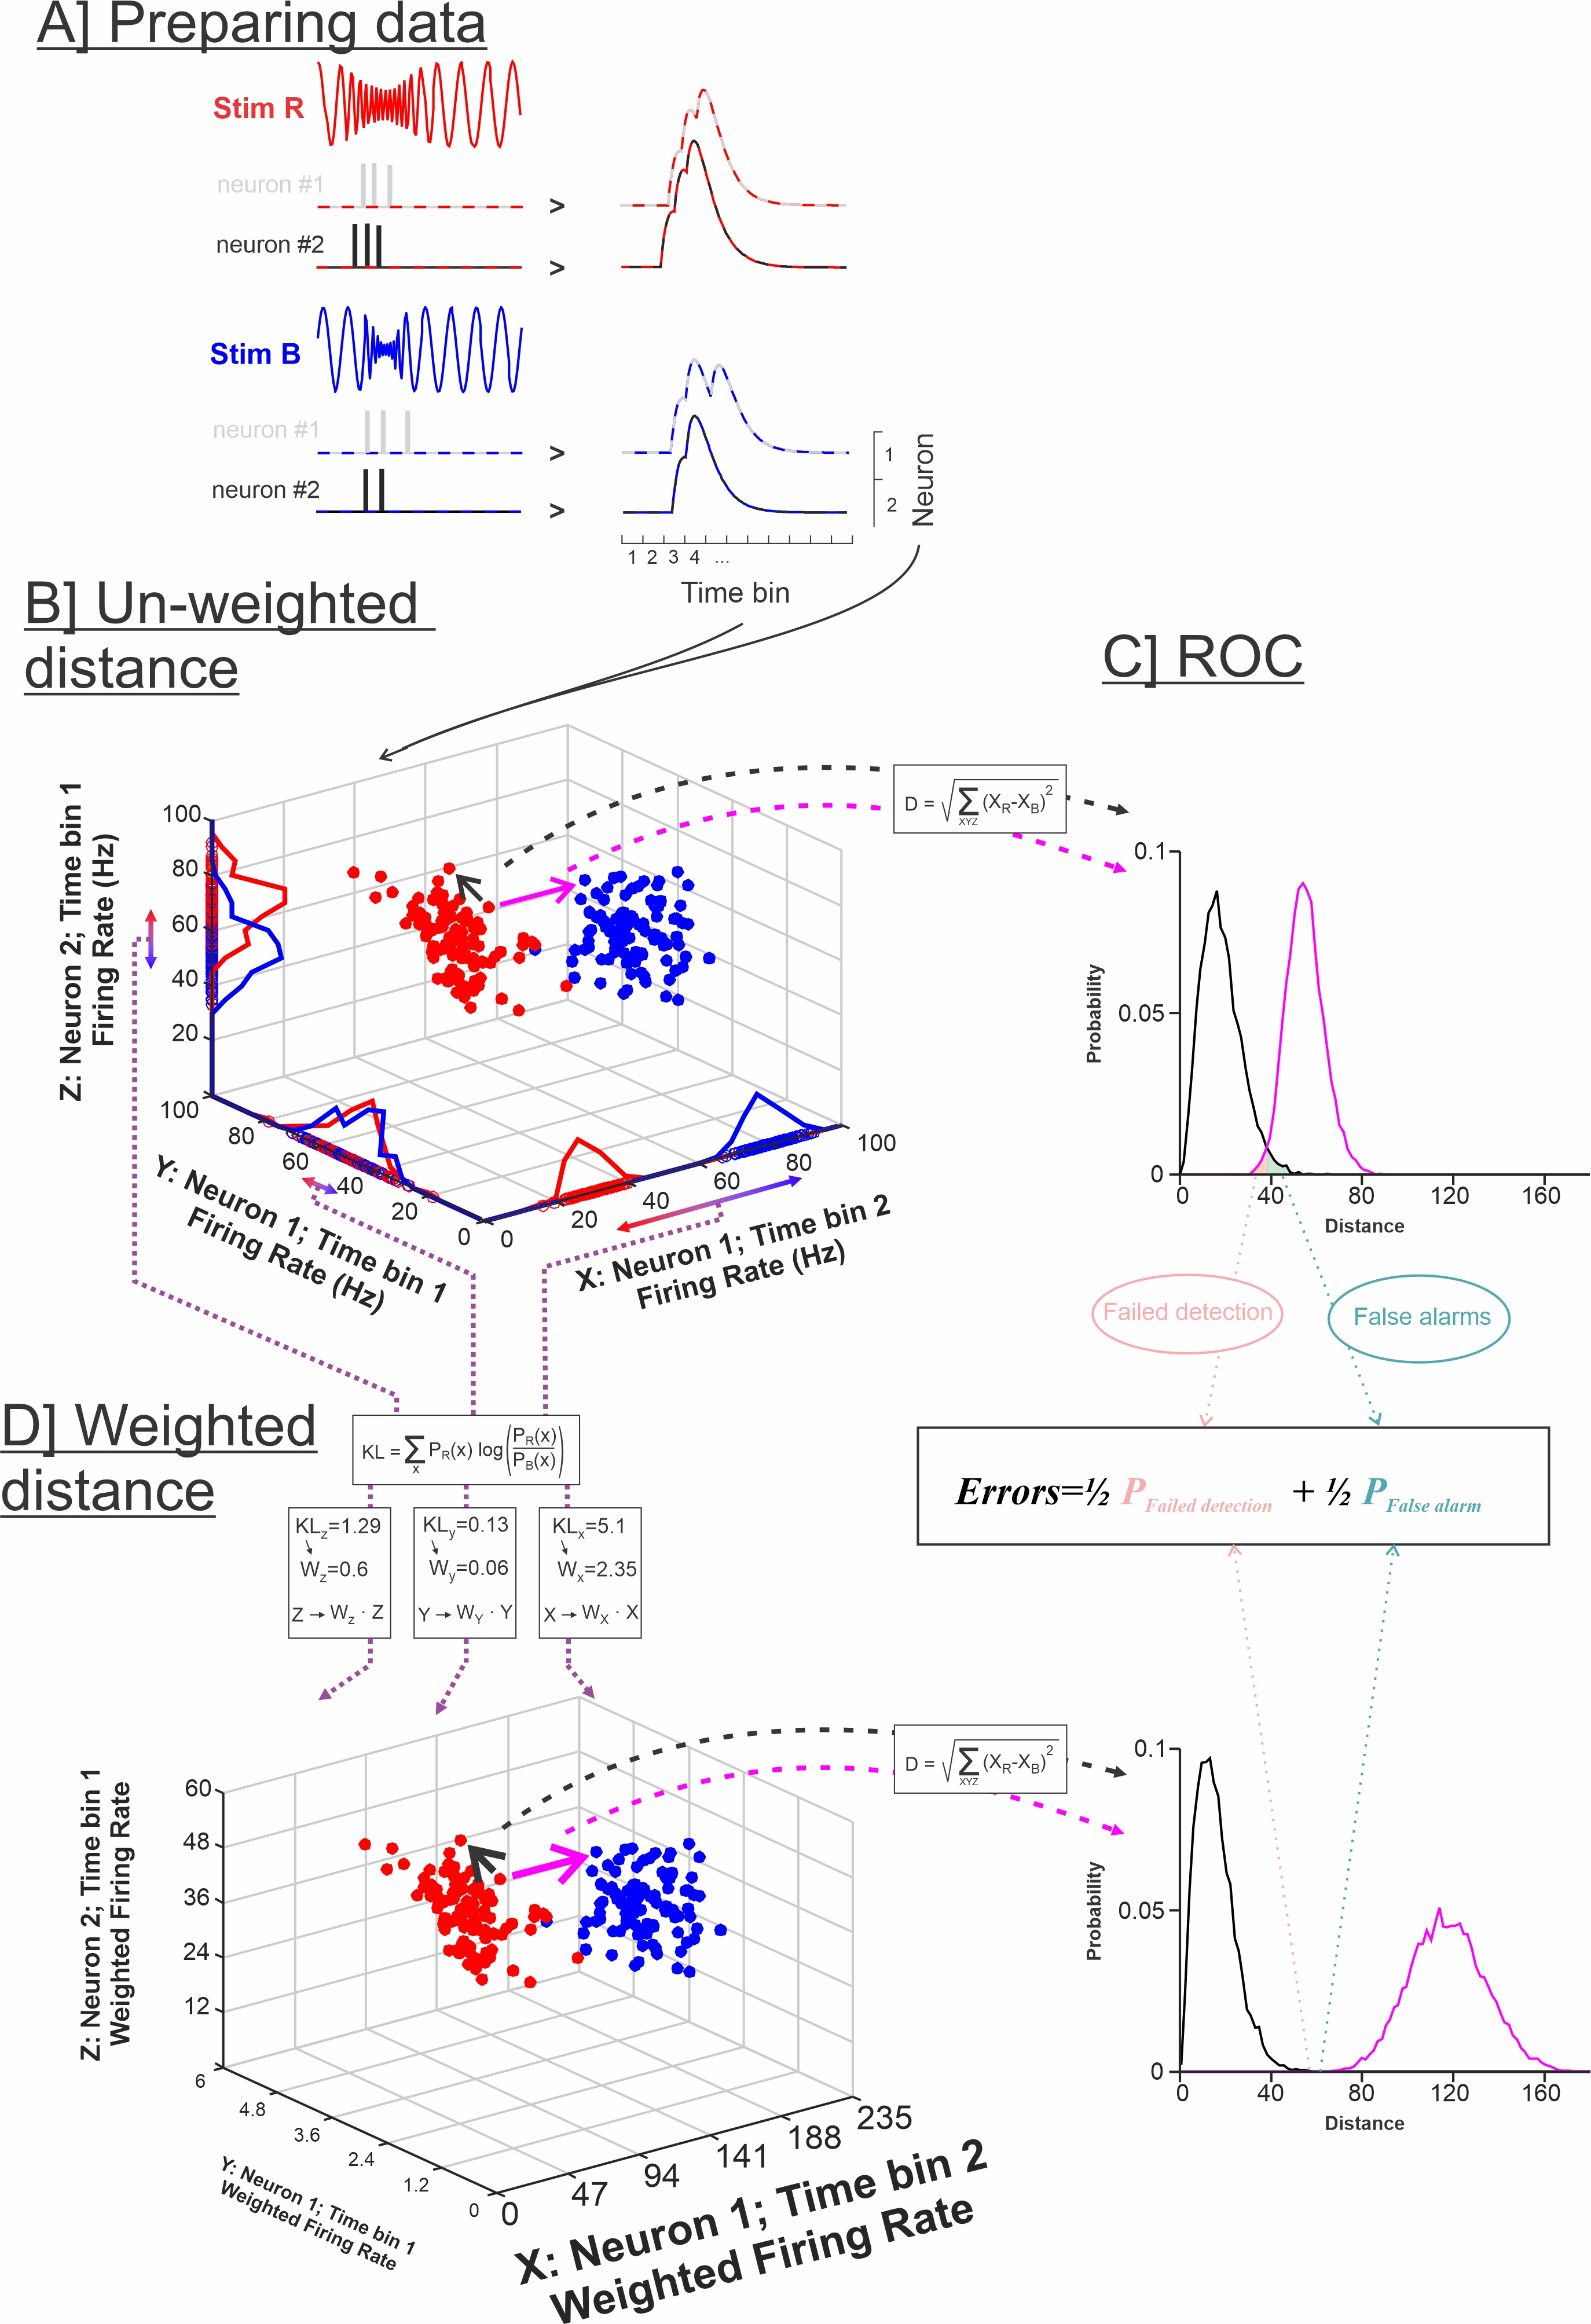 A] Preparing data
Stim R
neuron #1
>
neuron #2
>
Stim B
neuron #1
>
neuron #2
>
1
2
Neuron
1 2 3 4 ...
Time bin
B] Un-weighted
distance
C] ROC
Z: Neuron 2; Time bin 1
Firing Rate (Hz)
100
80
60
40
20
100
80
60
40
20
0
Y: Neuron 1; Time bin 1
Firing Rate (Hz)
0
20
40
60
80
100
X: Neuron 1; Time bin 2
Firing Rate (Hz)
D = √∑XYZ (XR-XB)²
Probability
0.1
0.05
0
0 40 80 120 160
Distance
Failed detection
False alarms
Errors=½ P Failed detection + ½ P False alarm
D] Weighted
distance
KL = ∑x PR(x) log(PR(x)/PB(x))
KLz=1.29
Wz=0.6
Z → Wz · Z
KLy=0.13
Wy=0.06
Y → WY · Y
KLx=5.1
Wx=2.35
X → WX · X
Z: Neuron 2; Time bin 1
Weighted Firing Rate
60
48
36
24
12
6
4.8
3.6
2.4
1.2
0
Y: Neuron 1; Time bin 1
Weighted Firing Rate
0
47
94
141
188
235
X: Neuron 1; Time bin 2
Weighted Firing Rate
D = √∑XYZ (XR-XB)²
Probability
0.1
0.05
0
0 40 80 120 160
Distance